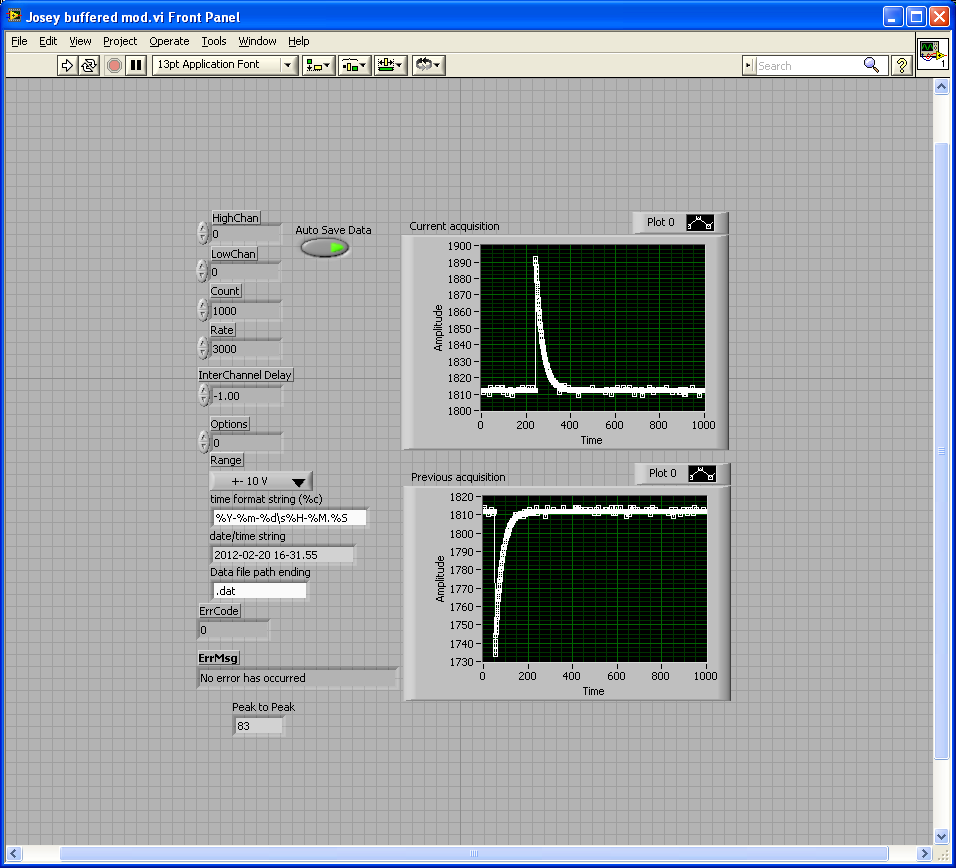 Josey buffered mod.vi Front Panel
File Edit View Project Operate Tools Window Help
13pt Application Font
Search
?
1
HighChan
0
Auto Save Data
LowChan
0
Count
1000
Rate
3000
InterChannel Delay
-1.00
Options
0
Range
+- 10 V
time format string (%c)
%Y-%m-%d\s%H-%M.%S
date/time string
2012-02-20 16-31.55
Data file path ending
.dat
ErrCode
0
ErrMsg
No error has occurred
Peak to Peak
83
Current acquisition
Plot 0
1900
1890
1880
1870
1860
1850
1840
1830
1820
1810
1800
Amplitude
0 200 400 600 800 1000
Time
Previous acquisition
Plot 0
1820
1810
1800
1790
1780
1770
1760
1750
1740
1730
Amplitude
0 200 400 600 800 1000
Time